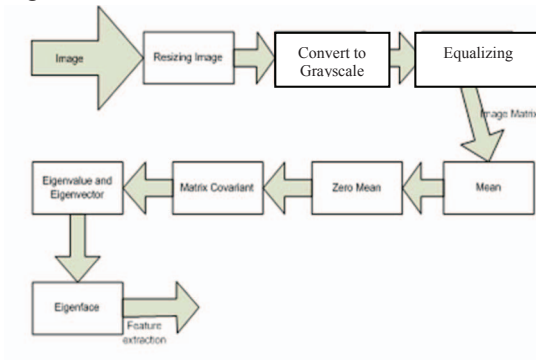 Image
Resizing Image
Convert to
Grayscale
Equalizing
Image Matrix
Mean
Zero Mean
Matrix Covariant
Eigenvalue and
Eigenvector
Eigenface
Feature
extraction